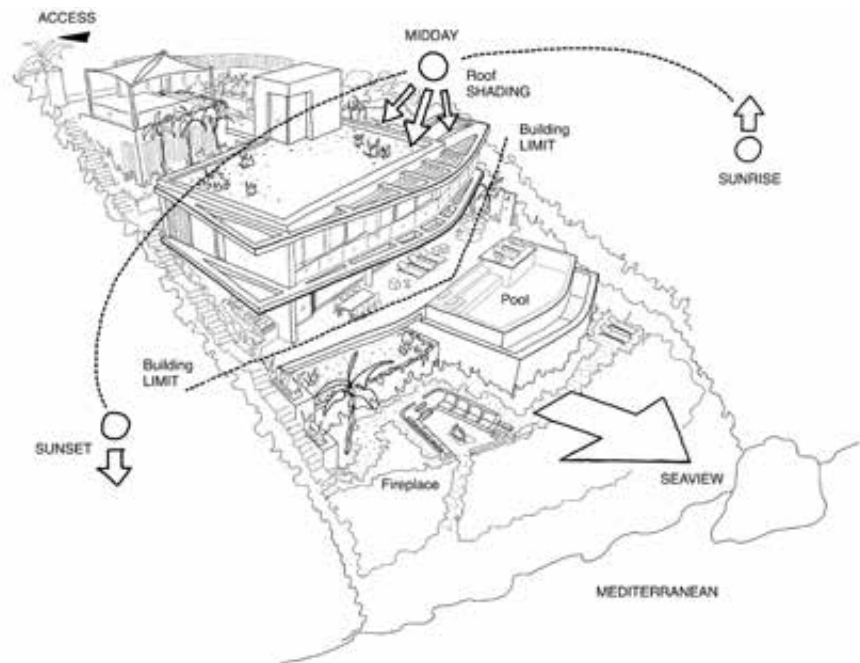 ACCESS
MIDDAY
Roof
SHADING
Building
LIMIT
SUNRISE
Pool
Building
LIMIT
SUNSET
Fireplace
SEAVIEW
MEDITERRANEAN